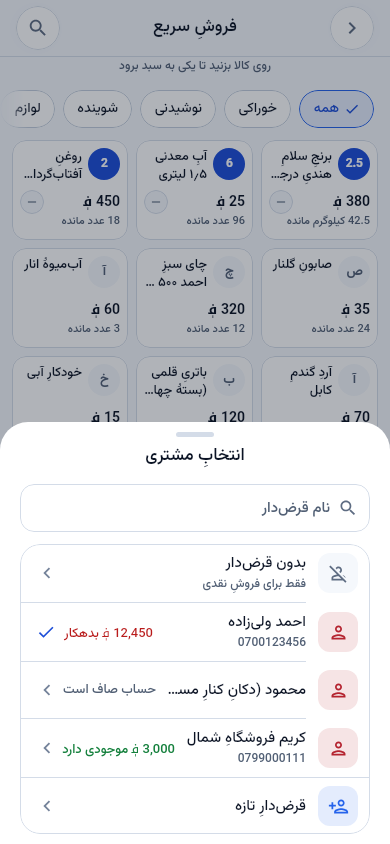 فروشِ سریع
روی کالا بزنید تا یکی به سبد برود
همه
خوراکی
نوشیدنی
شوینده
لوازم
برنجِ سلامِ هندیِ درج...
2.5
380 ؋
42.5 کیلوگرم مانده
آبِ معدنی ۱٫۵ لیتری
6
25 ؋
96 عدد مانده
روغنِ آفتاب‌گردا...
2
450 ؋
18 عدد مانده
صابونِ گلنار
ص
35 ؋
24 عدد مانده
چای سبزِ احمد ۵۰۰ ...
چ
320 ؋
12 عدد مانده
آب‌میوهٔ انار
آ
60 ؋
3 عدد مانده
آردِ گندمِ کابل
آ
70 ؋
باتریِ قلمی (بستهٔ چها...
ب
120 ؋
خودکارِ آبی
خ
15 ؋
انتخابِ مشتری
نام قرض‌دار
بدون قرض‌دار
فقط برای فروشِ نقدی
احمد ولی‌زاده
0700123456
12,450 ؋ بدهکار
محمود (دکانِ کنارِ مس...
حساب صاف است
کریم فروشگاهِ شمال
0799000111
3,000 ؋ موجودی دارد
قرض‌دارِ تازه